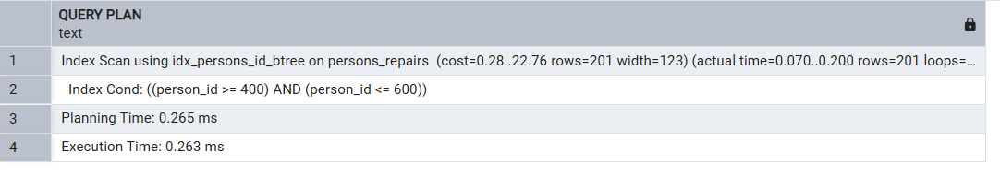 QUERY PLAN
text
1 Index Scan using idx_persons_id_btree on persons_repairs (cost=0.28..22.76 rows=201 width=123) (actual time=0.070..0.200 rows=201 loops=...
2 Index Cond: ((person_id >= 400) AND (person_id <= 600))
3 Planning Time: 0.265 ms
4 Execution Time: 0.263 ms